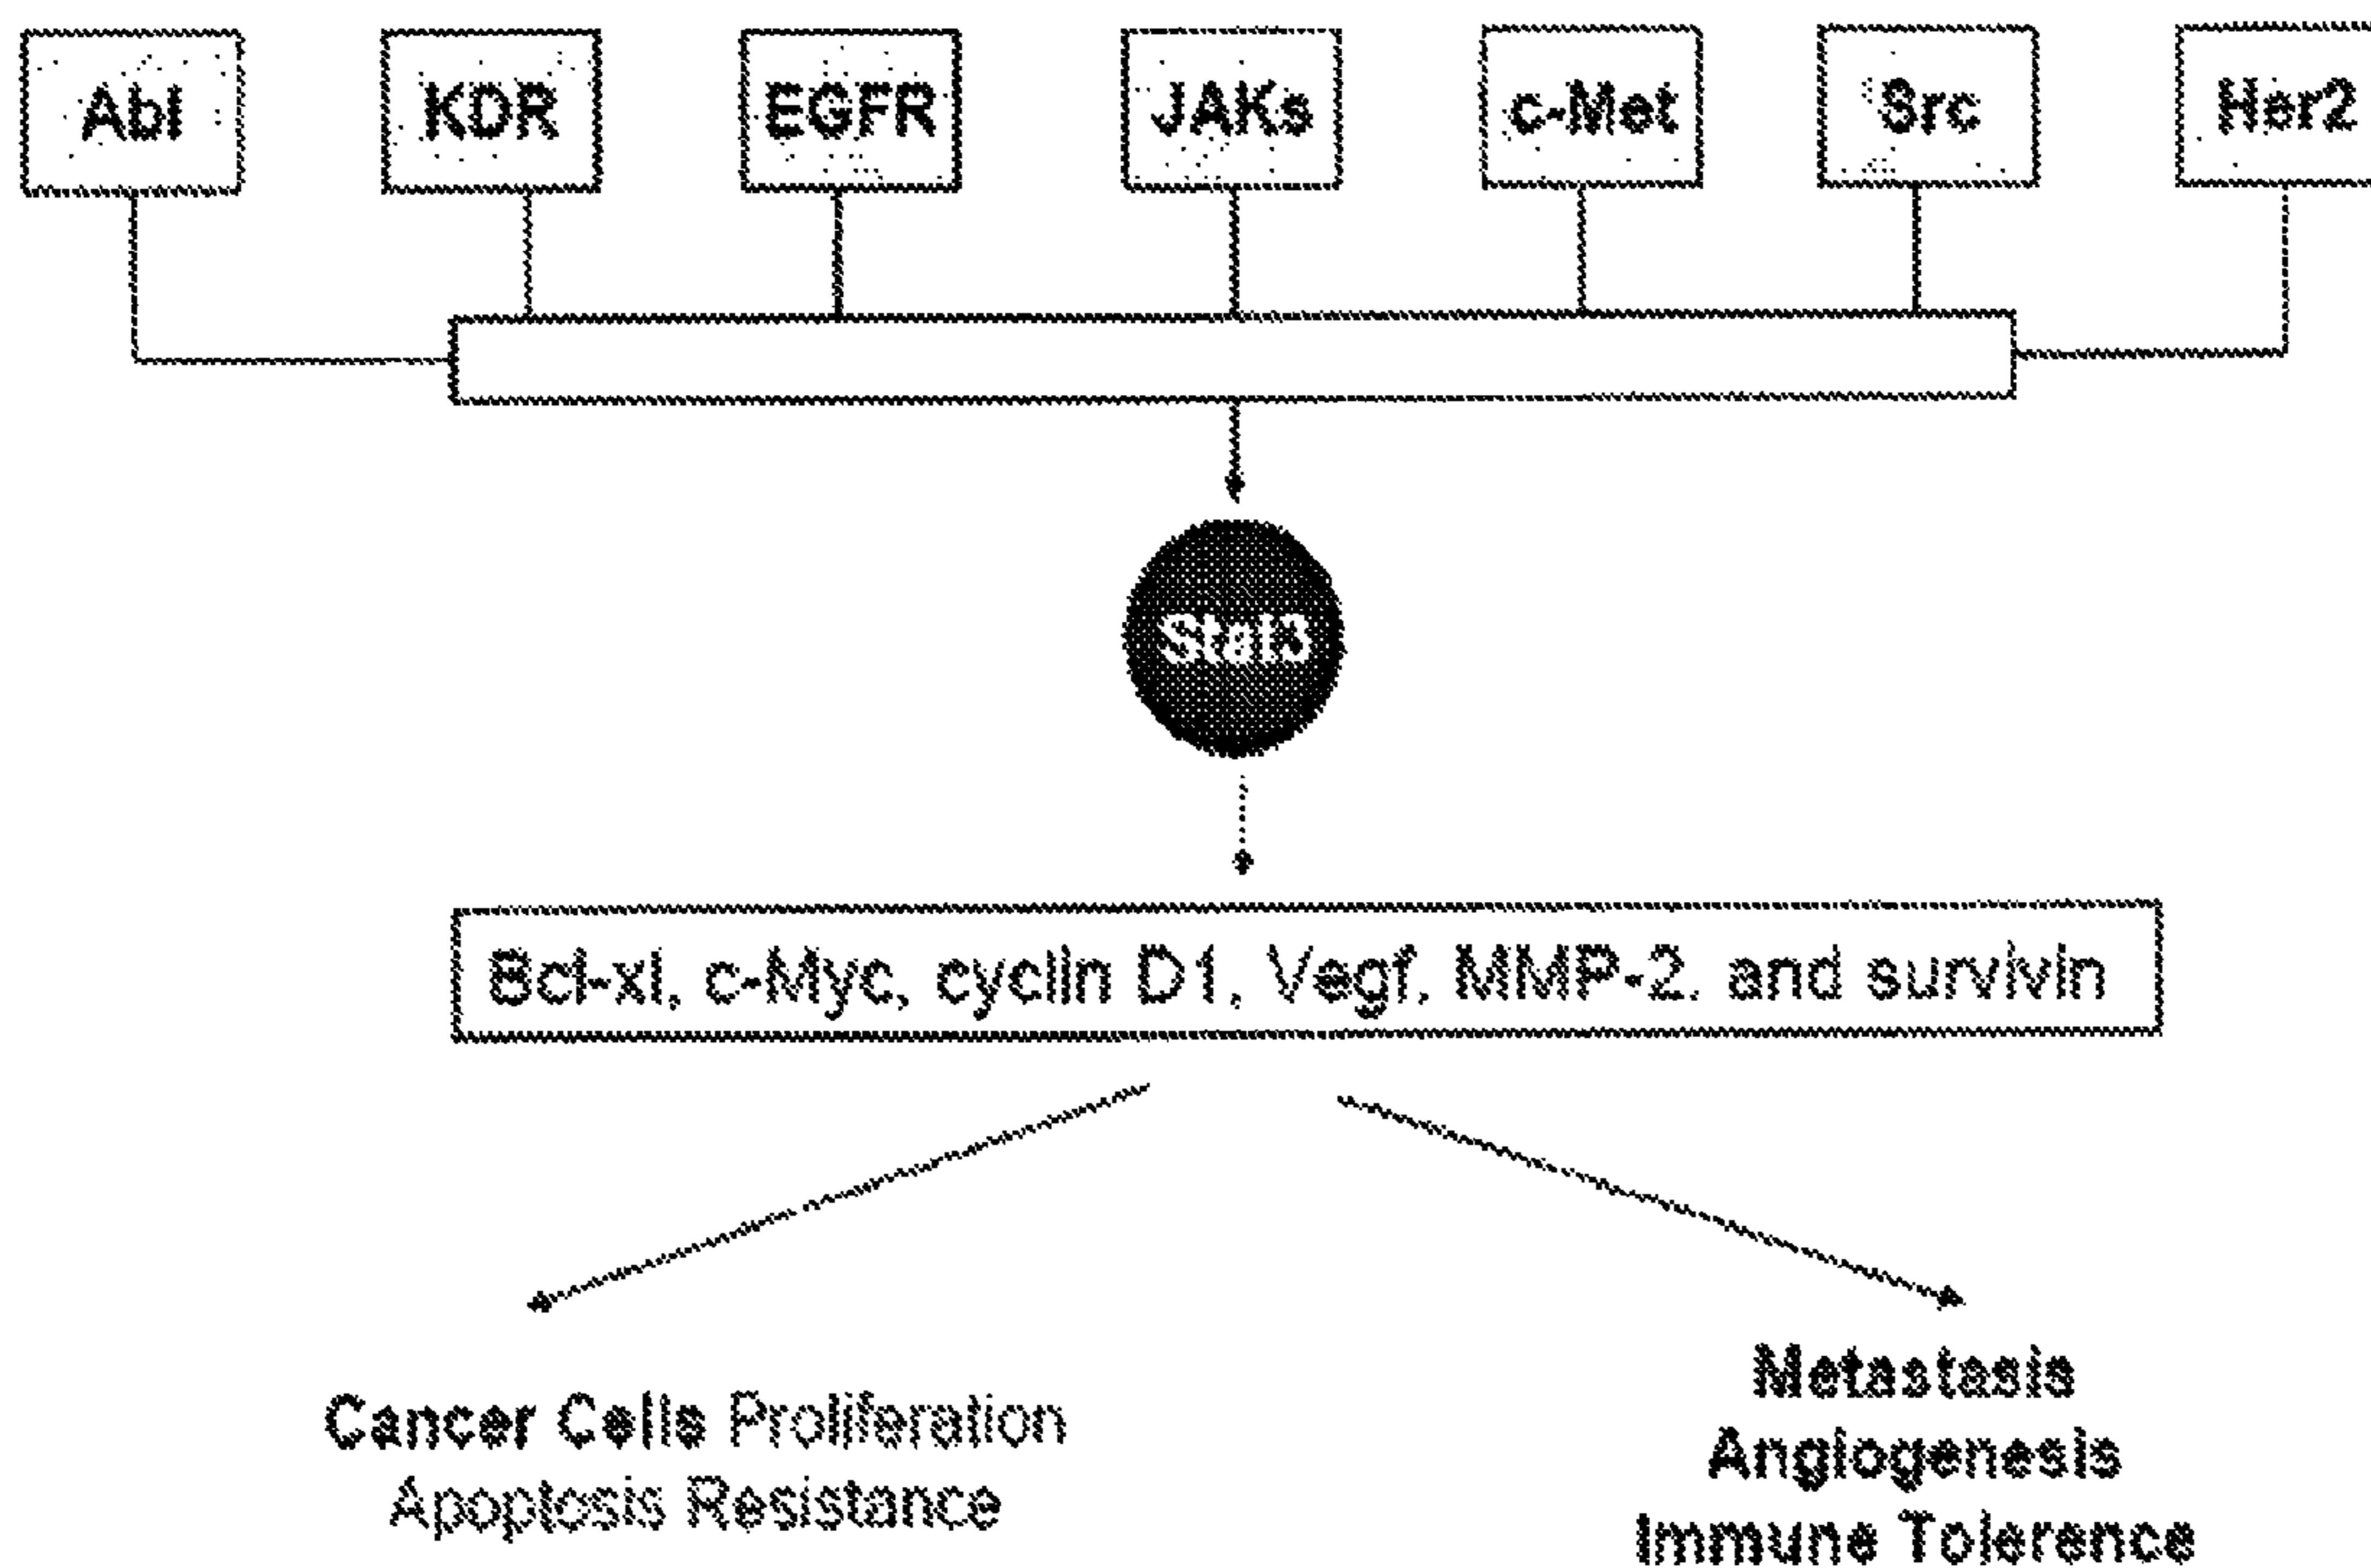 Abl KDR EGFR JAKs c-Met Src Her2
Stat3
Bcl-xl, c-Myc, cyclin D1, Vegf, MMP-2, and survivin
Cancer Cells Proliferation
Apoptosis Resistance
Metastasis
Angiogenesis
Immune Tolerence